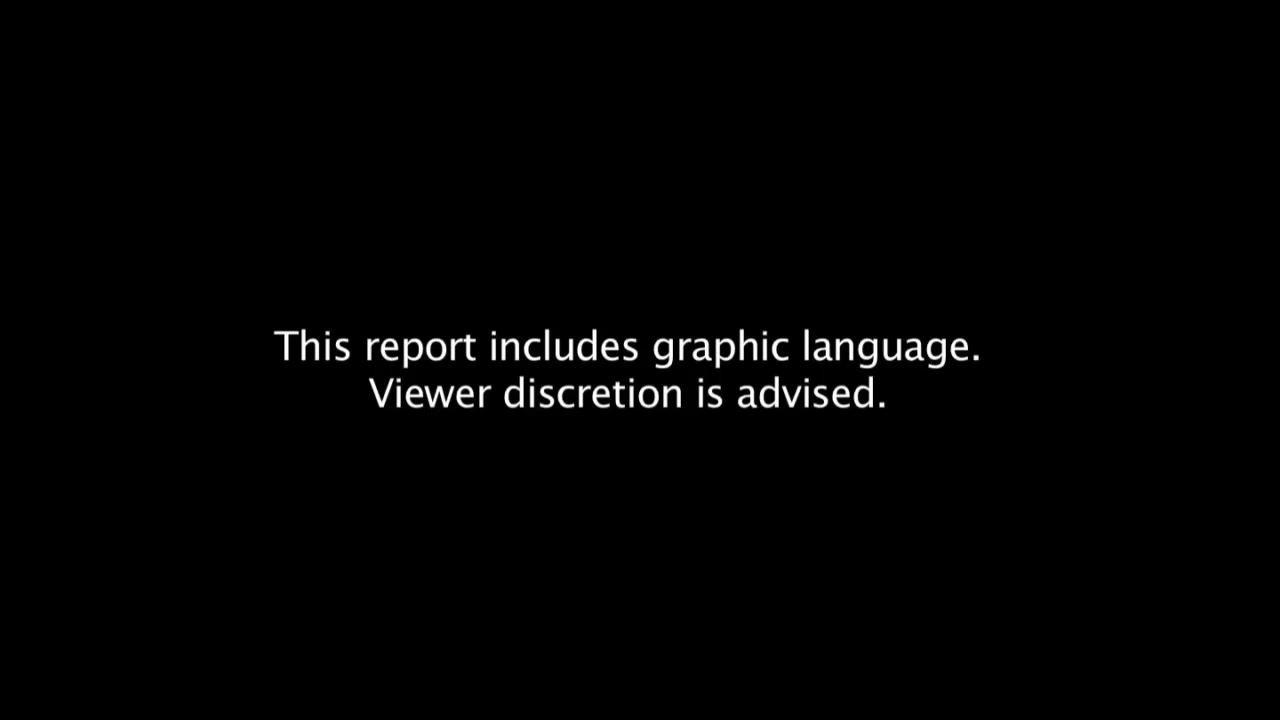 This report includes graphic language.
Viewer discretion is advised.